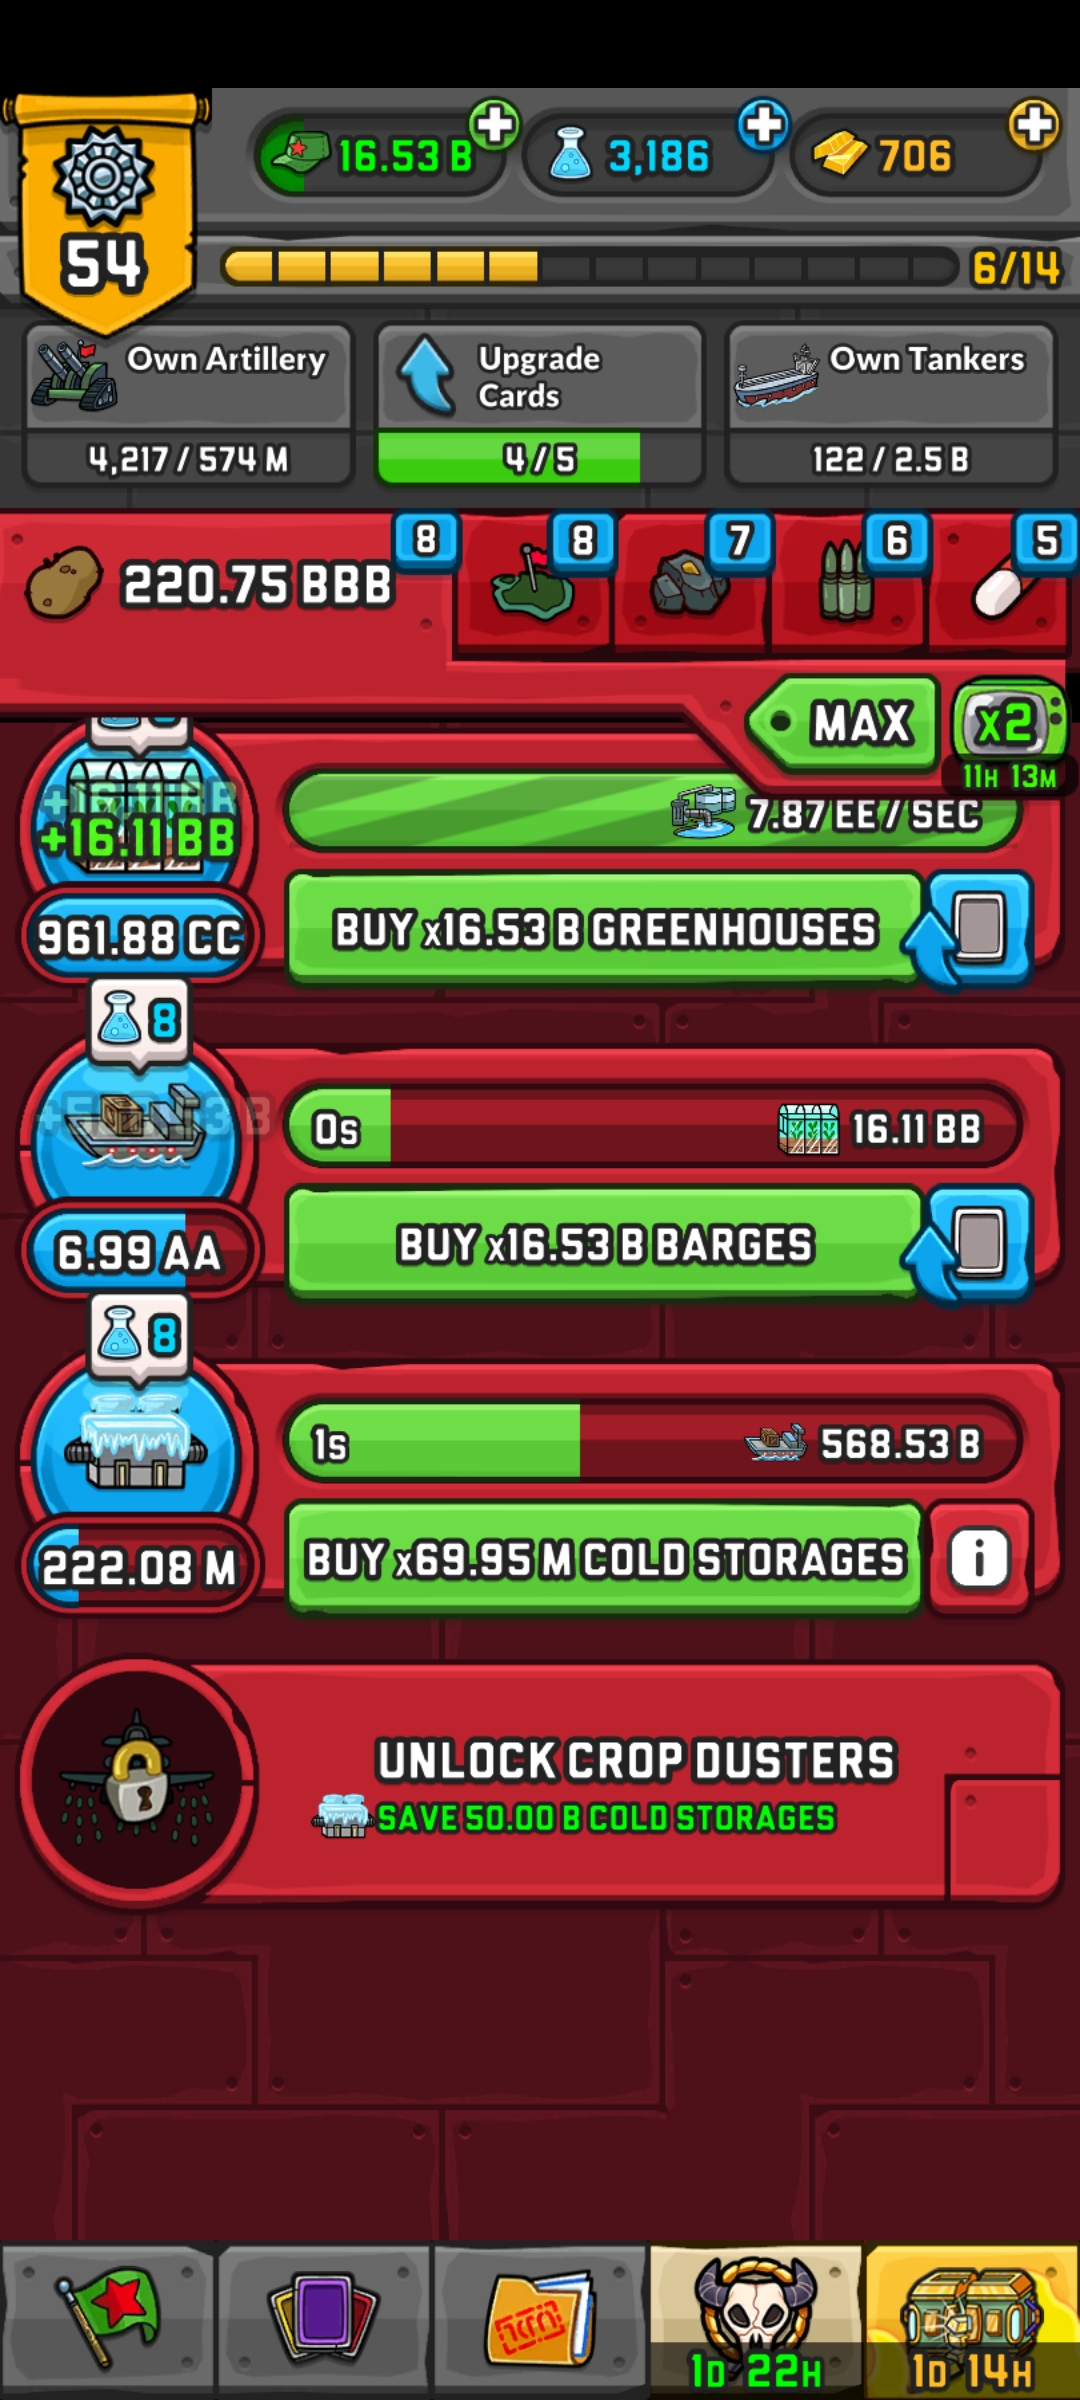 16.53 B
3,186
706
54
6/14
Own Artillery
4,217 / 574 M
Upgrade
Cards
4 / 5
Own Tankers
122 / 2.5 B
220.75 BBB
8
8
7
6
5
MAX
x2
11H 13M
+16.11 BB
7.87 EE / SEC
961.88 CC
BUY x16.53 B GREENHOUSES
8
0s
16.11 BB
6.99 AA
BUY x16.53 B BARGES
8
1s
568.53 B
222.08 M
BUY x69.95 M COLD STORAGES
i
UNLOCK CROP DUSTERS
SAVE 50.00 B COLD STORAGES
1D 22H
1D 14H